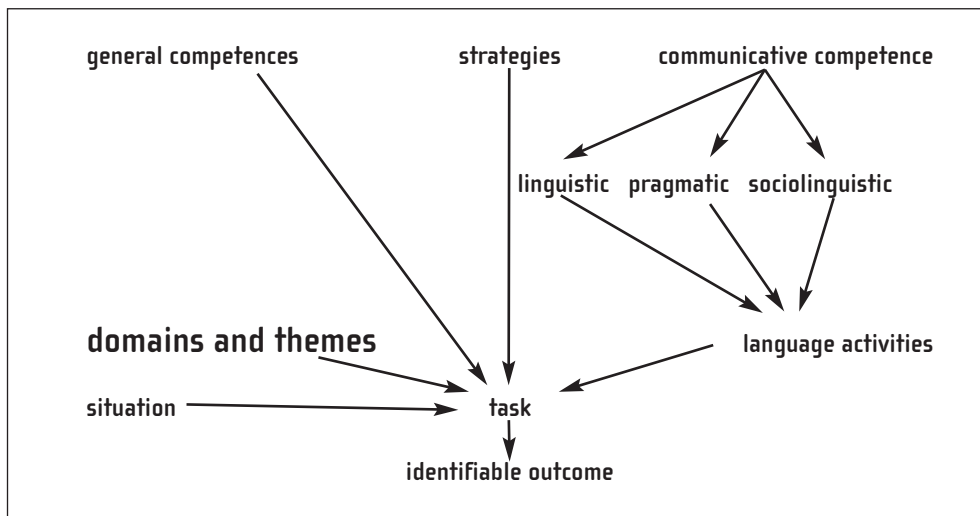 general competences strategies communicative competence
linguistic pragmatic sociolinguistic
domains and themes language activities
situation task
identifiable outcome